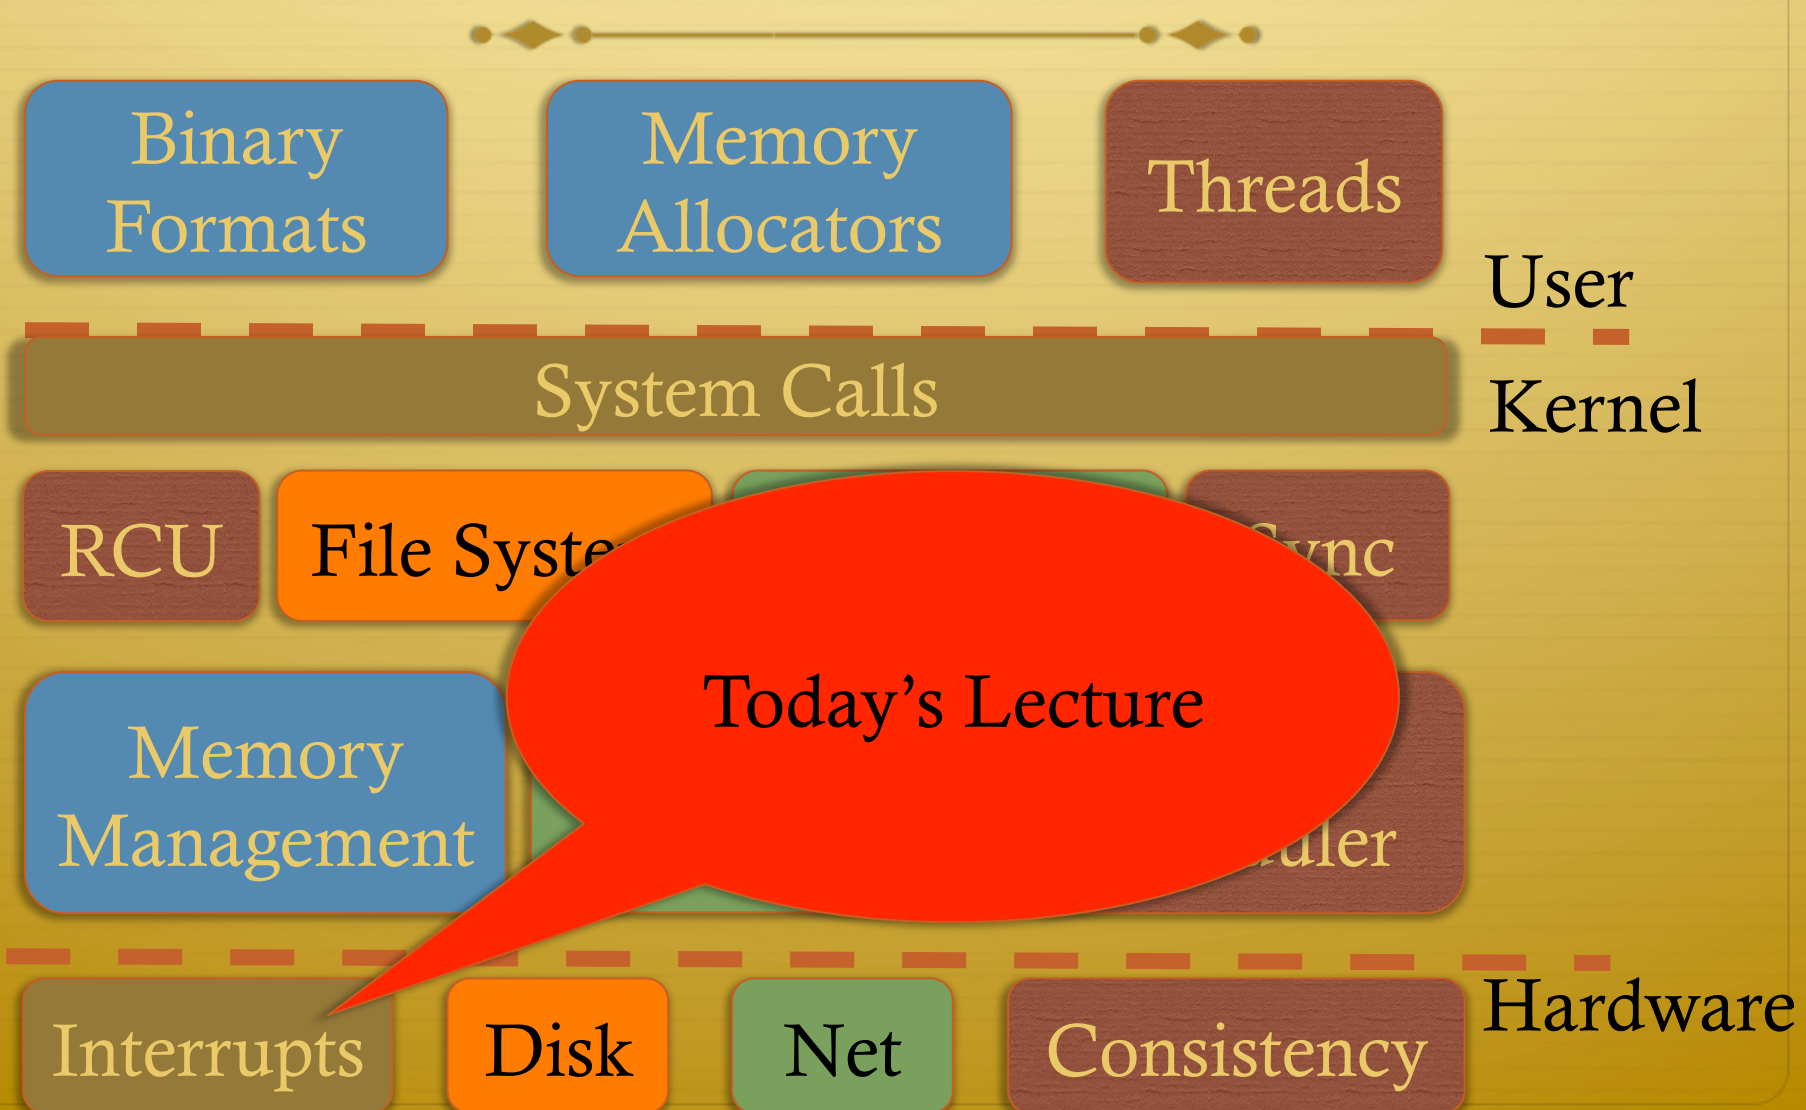 Binary
Formats
Memory
Allocators
Threads
User
System Calls
Kernel
RCU
File
Today’s Lecture
Memory
Management
Hardware
Interrupts
Disk
Net
Consistency